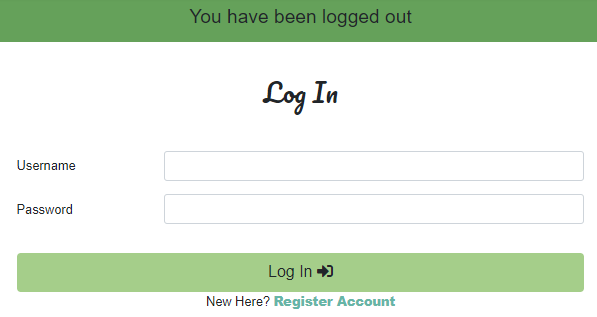 You have been logged out
Log In
Username
Password
Log In
New Here? Register Account